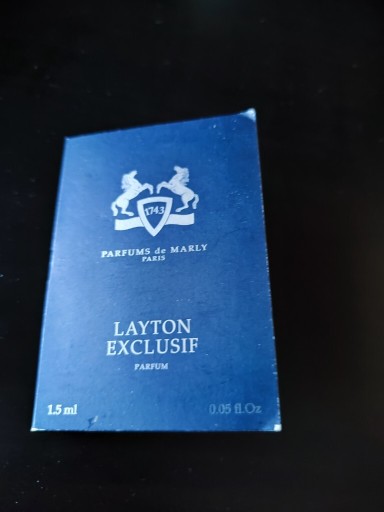 1743
PARFUMS de MARLY
PARIS
LAYTON
EXCLUSIF
PARFUM
1.5 ml 0.05 fl.Oz